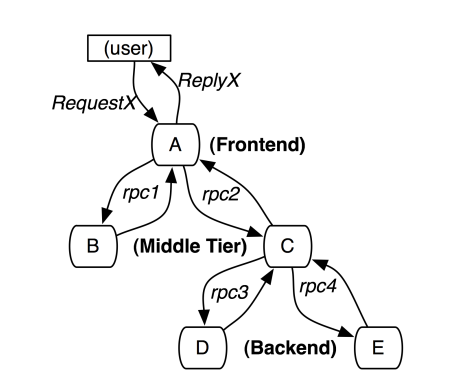 (user)
ReplyX
RequestX
A (Frontend)
rpc1 rpc2
B (Middle Tier) C
rpc3 rpc4
D (Backend) E